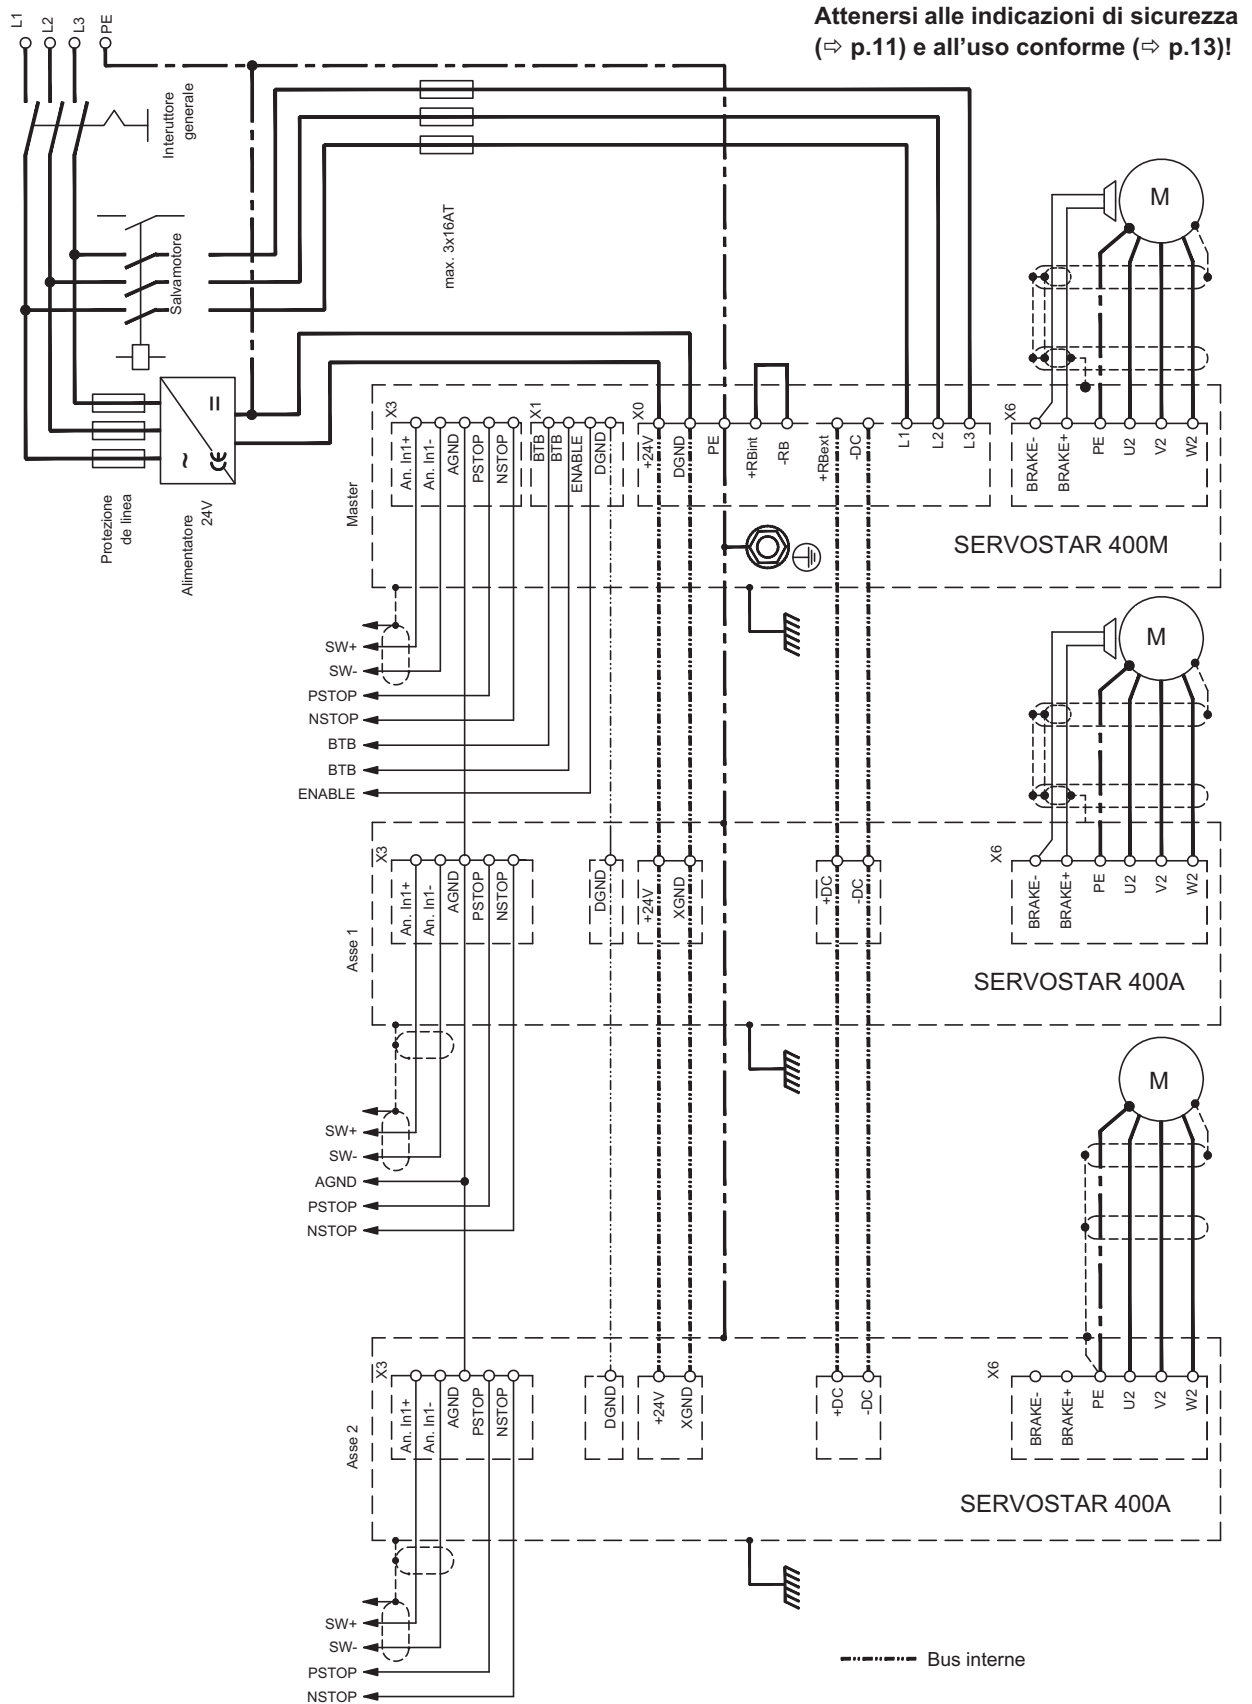 Attenersi alle indicazioni di sicurezza
(⇨ p.11) e all'uso conforme (⇨ p.13)!
L1
L2
L3
PE
Interuttore
generale
Salvamotore
max. 3x16AT
Protezione
de linea
Alimentatore
24V
=
~
CE
M
Master
X3
An. In1+
An. In1-
AGND
PSTOP
NSTOP
X1
BTB
BTB
ENABLE
DGND
X0
+24V
DGND
PE
+RBint
-RB
+RBext
-DC
L1
L2
L3
X6
BRAKE-
BRAKE+
PE
U2
V2
W2
SERVOSTAR 400M
SW+
SW-
PSTOP
NSTOP
BTB
BTB
ENABLE
M
Asse 1
X3
An. In1+
An. In1-
AGND
PSTOP
NSTOP
DGND
+24V
XGND
+DC
-DC
X6
BRAKE-
BRAKE+
PE
U2
V2
W2
SERVOSTAR 400A
SW+
SW-
AGND
PSTOP
NSTOP
M
Asse 2
X3
An. In1+
An. In1-
AGND
PSTOP
NSTOP
DGND
+24V
XGND
+DC
-DC
X6
BRAKE-
BRAKE+
PE
U2
V2
W2
SERVOSTAR 400A
SW+
SW-
PSTOP
NSTOP
Bus interne